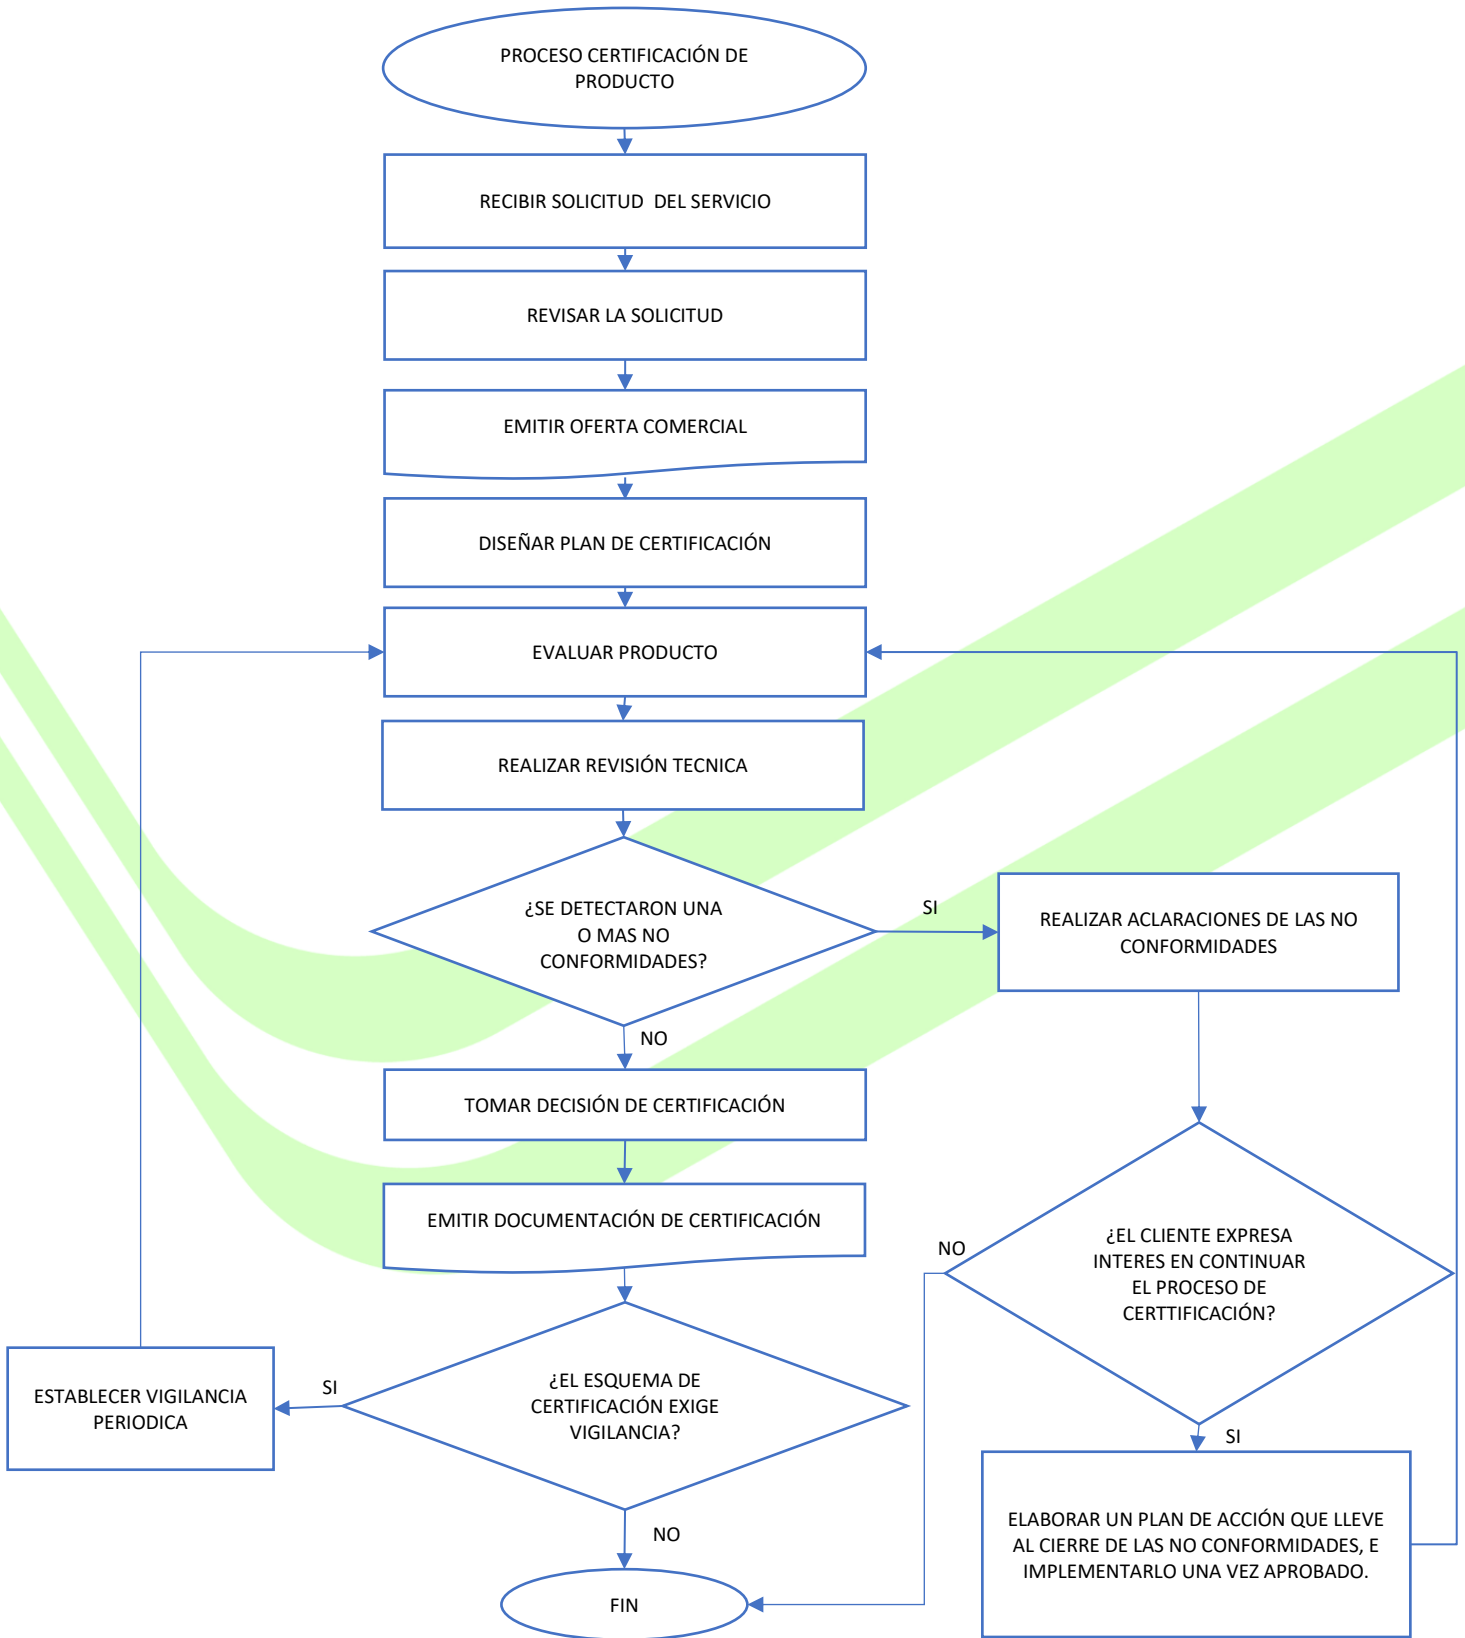 PROCESO CERTIFICACIÓN DE
PRODUCTO
RECIBIR SOLICITUD  DEL SERVICIO
REVISAR LA SOLICITUD
EMITIR OFERTA COMERCIAL
DISEÑAR PLAN DE CERTIFICACIÓN
EVALUAR PRODUCTO
REALIZAR REVISIÓN TECNICA
¿SE DETECTARON UNA
O MAS NO
CONFORMIDADES?
SI
REALIZAR ACLARACIONES DE LAS NO
CONFORMIDADES
NO
TOMAR DECISIÓN DE CERTIFICACIÓN
EMITIR DOCUMENTACIÓN DE CERTIFICACIÓN
¿EL CLIENTE EXPRESA
INTERES EN CONTINUAR
EL PROCESO DE
CERTTIFICACIÓN?
NO
¿EL ESQUEMA DE
CERTIFICACIÓN EXIGE
VIGILANCIA?
SI
ESTABLECER VIGILANCIA
PERIODICA
SI
NO
ELABORAR UN PLAN DE ACCIÓN QUE LLEVE
AL CIERRE DE LAS NO CONFORMIDADES, E
IMPLEMENTARLO UNA VEZ APROBADO.
FIN